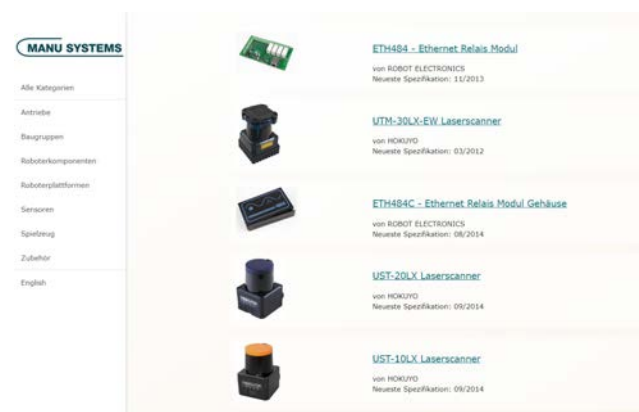 MANU SYSTEMS
Alle Kategorien
Antriebe
Baugruppen
Roboterkomponenten
Roboterplattformen
Sensoren
Spielzeug
Zubehör
English
ETH484 - Ethernet Relais Modul
von ROBOT ELECTRONICS
Neueste Spezifikation: 11/2013
UTM-30LX-EW Laserscanner
von HOKUYO
Neueste Spezifikation: 03/2012
ETH484C - Ethernet Relais Modul Gehäuse
von ROBOT ELECTRONICS
Neueste Spezifikation: 08/2014
UST-20LX Laserscanner
von HOKUYO
Neueste Spezifikation: 09/2014
UST-10LX Laserscanner
von HOKUYO
Neueste Spezifikation: 09/2014